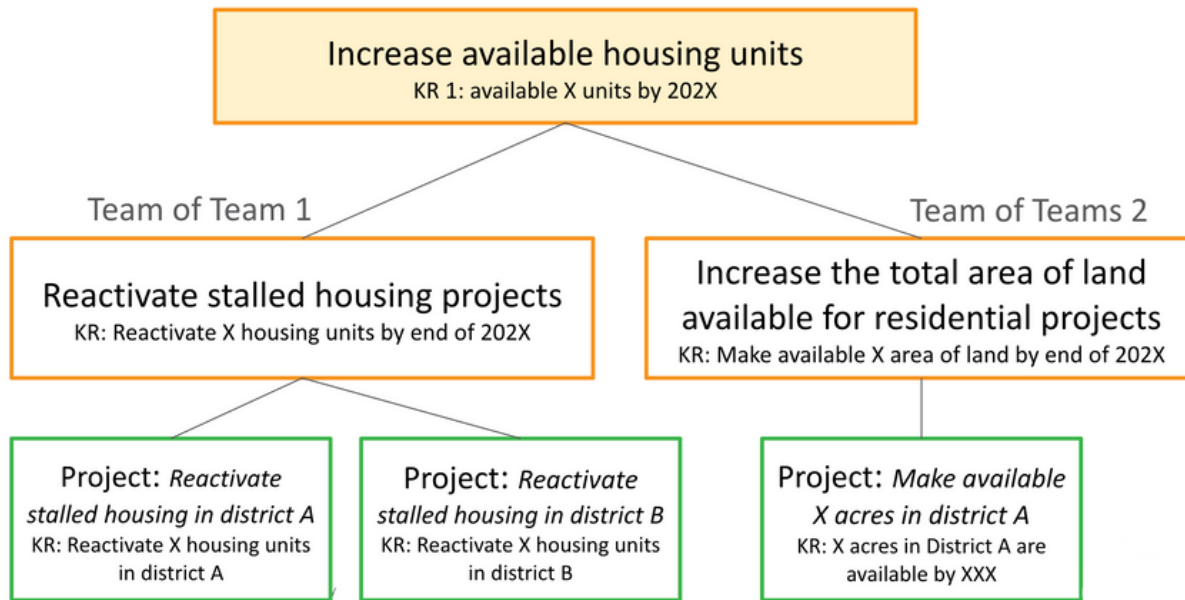 Increase available housing units
KR 1: available X units by 202X
Team of Team 1
Team of Teams 2
Reactivate stalled housing projects
KR: Reactivate X housing units by end of 202X
Increase the total area of land
available for residential projects
KR: Make available X area of land by end of 202X
Project: Reactivate
stalled housing in district A
KR: Reactivate X housing units
in district A
Project: Reactivate
stalled housing in district B
KR: Reactivate X housing units
in district B
Project: Make available
X acres in district A
KR: X acres in District A are
available by XXX